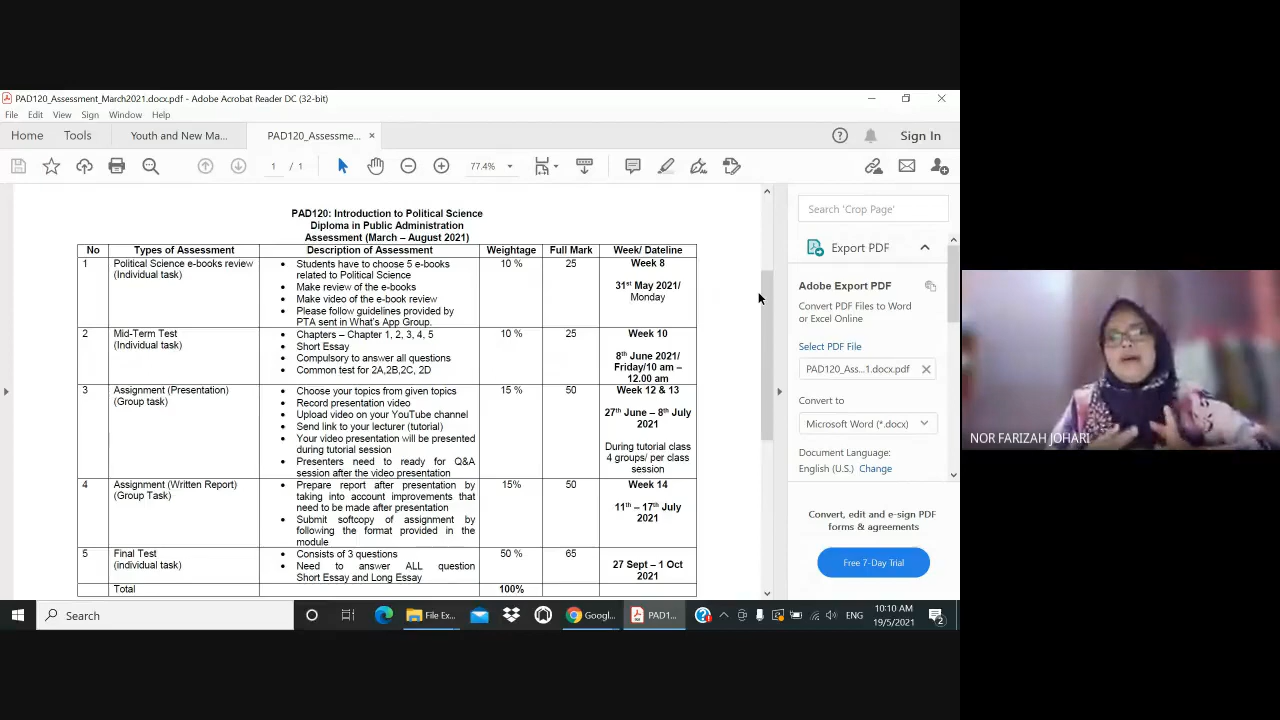 PAD120_Assessment_March2021.docx.pdf - Adobe Acrobat Reader DC (32-bit)
File Edit View Sign Window Help
Home Tools Youth and New Ma... PAD120_Assessme... × Sign In
1 / 1 77.4%
PAD120: Introduction to Political Science
Diploma in Public Administration
Assessment (March – August 2021)
No Types of Assessment Description of Assessment Weightage Full Mark Week/ Dateline
1 Political Science e-books review
(Individual task)
• Students have to choose 5 e-books
related to Political Science
• Make review of the e-books
• Make video of the e-book review
• Please follow guidelines provided by
PTA sent in What's App Group.
10 % 25 Week 8
31st May 2021/
Monday
2 Mid-Term Test
(Individual task)
• Chapters – Chapter 1, 2, 3, 4, 5
• Short Essay
• Compulsory to answer all questions
• Common test for 2A,2B,2C, 2D
10 % 25 Week 10
8th June 2021/
Friday/10 am –
12.00 am
3 Assignment (Presentation)
(Group task)
• Choose your topics from given topics
• Record presentation video
• Upload video on your YouTube channel
• Send link to your lecturer (tutorial)
• Your video presentation will be presented
during tutorial session
• Presenters need to ready for Q&A
session after the video presentation
15 % 50 Week 12 & 13
27th June – 8th July
2021
During tutorial class
4 groups/ per class
session
4 Assignment (Written Report)
(Group Task)
• Prepare report after presentation by
taking into account improvements that
need to be made after presentation
• Submit softcopy of assignment by
following the format provided in the
module
15% 50 Week 14
11th – 17th July
2021
5 Final Test
(individual task)
• Consists of 3 questions
• Need to answer ALL question
Short Essay and Long Essay
50 % 65
27 Sept – 1 Oct
2021
Total 100%
Search 'Crop Page'
Export PDF
Adobe Export PDF
Convert PDF Files to Word
or Excel Online
Select PDF File
PAD120_Ass...1.docx.pdf ×
Convert to
Microsoft Word (*.docx)
Document Language:
English (U.S.) Change
Convert, edit and e-sign PDF
forms & agreements
Free 7-Day Trial
NOR FARIZAH JOHARI
Search File Ex... Googl... PAD1... ENG 10:10 AM
19/5/2021
2